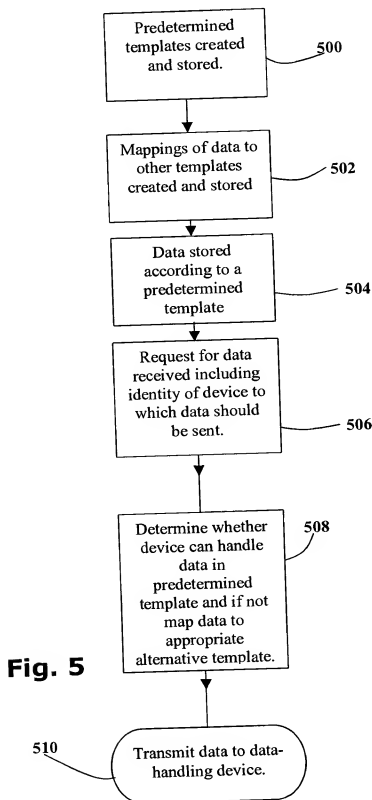 Predetermined
templates created
and stored.
500
Mappings of data to
other templates
created and stored
502
Data stored
according to a
predetermined
template
504
Request for data
received including
identity of device to
which data should
be sent.
506
Determine whether
device can handle
data in
predetermined
template and if not
map data to
appropriate
alternative template.
508
Fig. 5
510
Transmit data to data-
handling device.